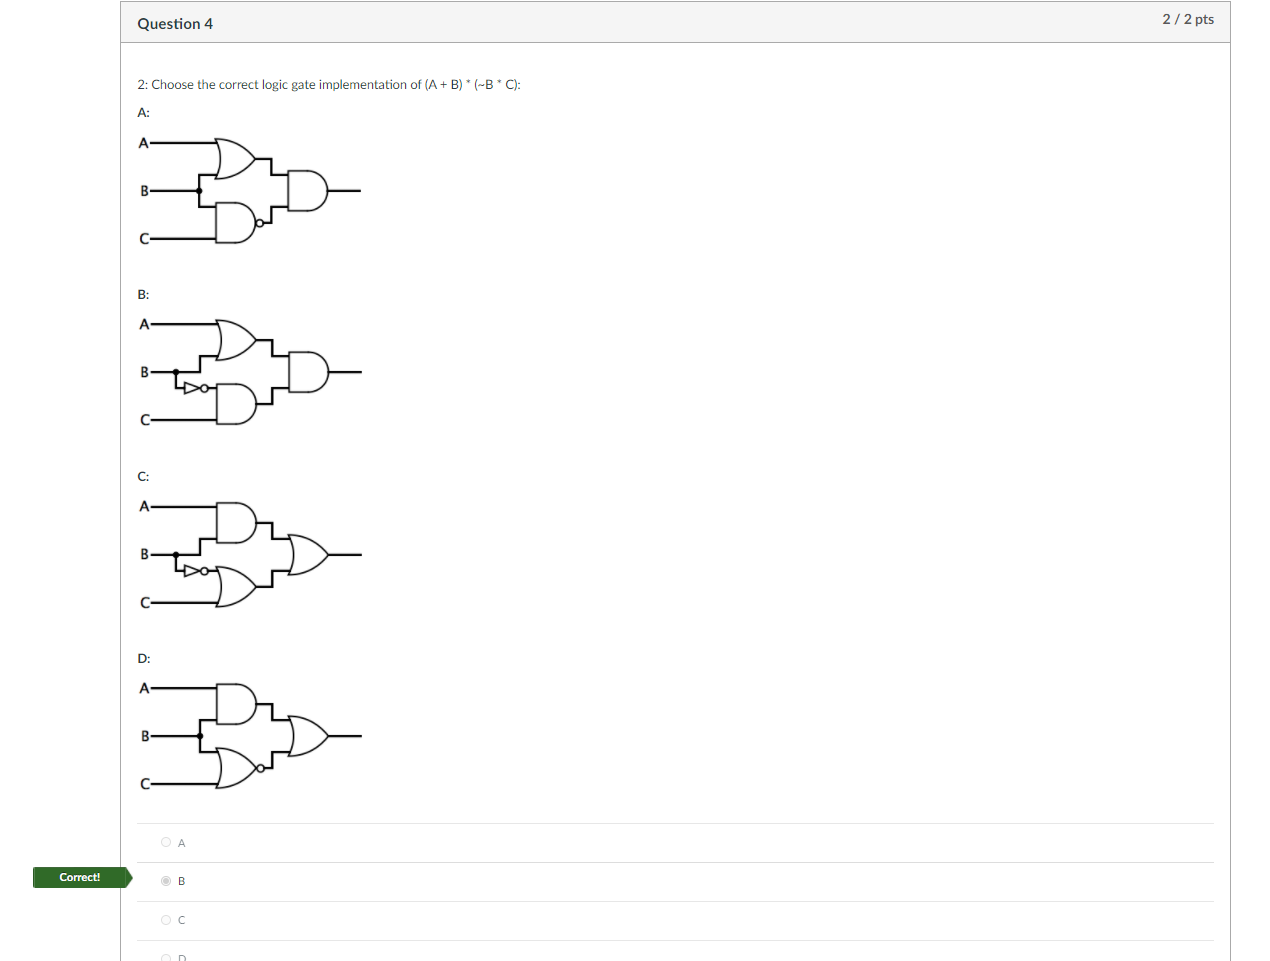 Question 4
2 / 2 pts
2: Choose the correct logic gate implementation of (A + B) * (~B * C):
A:
A
B
C
B:
A
B
C
C:
A
B
C
D:
A
B
C
A
Correct!
B
C
D